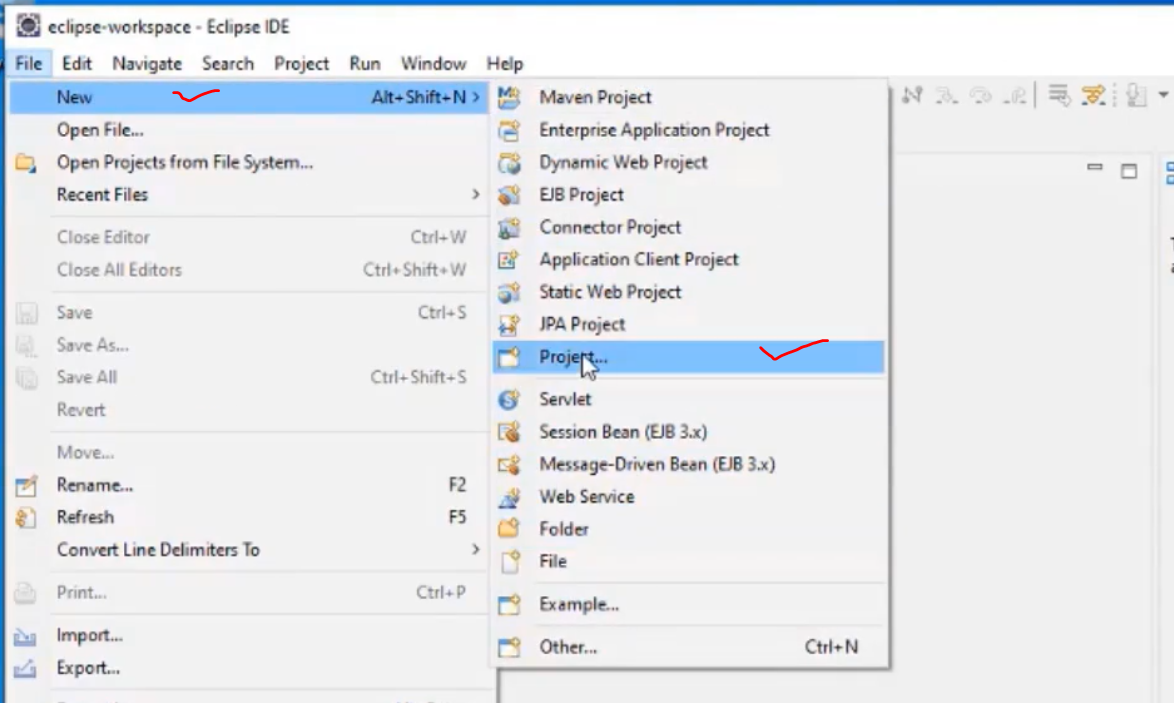 eclipse-workspace - Eclipse IDE
File Edit Navigate Search Project Run Window Help
New Alt+Shift+N >
Open File...
Open Projects from File System...
Recent Files >
Close Editor Ctrl+W
Close All Editors Ctrl+Shift+W
Save Ctrl+S
Save As...
Save All Ctrl+Shift+S
Revert
Move...
Rename... F2
Refresh F5
Convert Line Delimiters To >
Print... Ctrl+P
Import...
Export...
Maven Project
Enterprise Application Project
Dynamic Web Project
EJB Project
Connector Project
Application Client Project
Static Web Project
JPA Project
Project...
Servlet
Session Bean (EJB 3.x)
Message-Driven Bean (EJB 3.x)
Web Service
Folder
File
Example...
Other... Ctrl+N